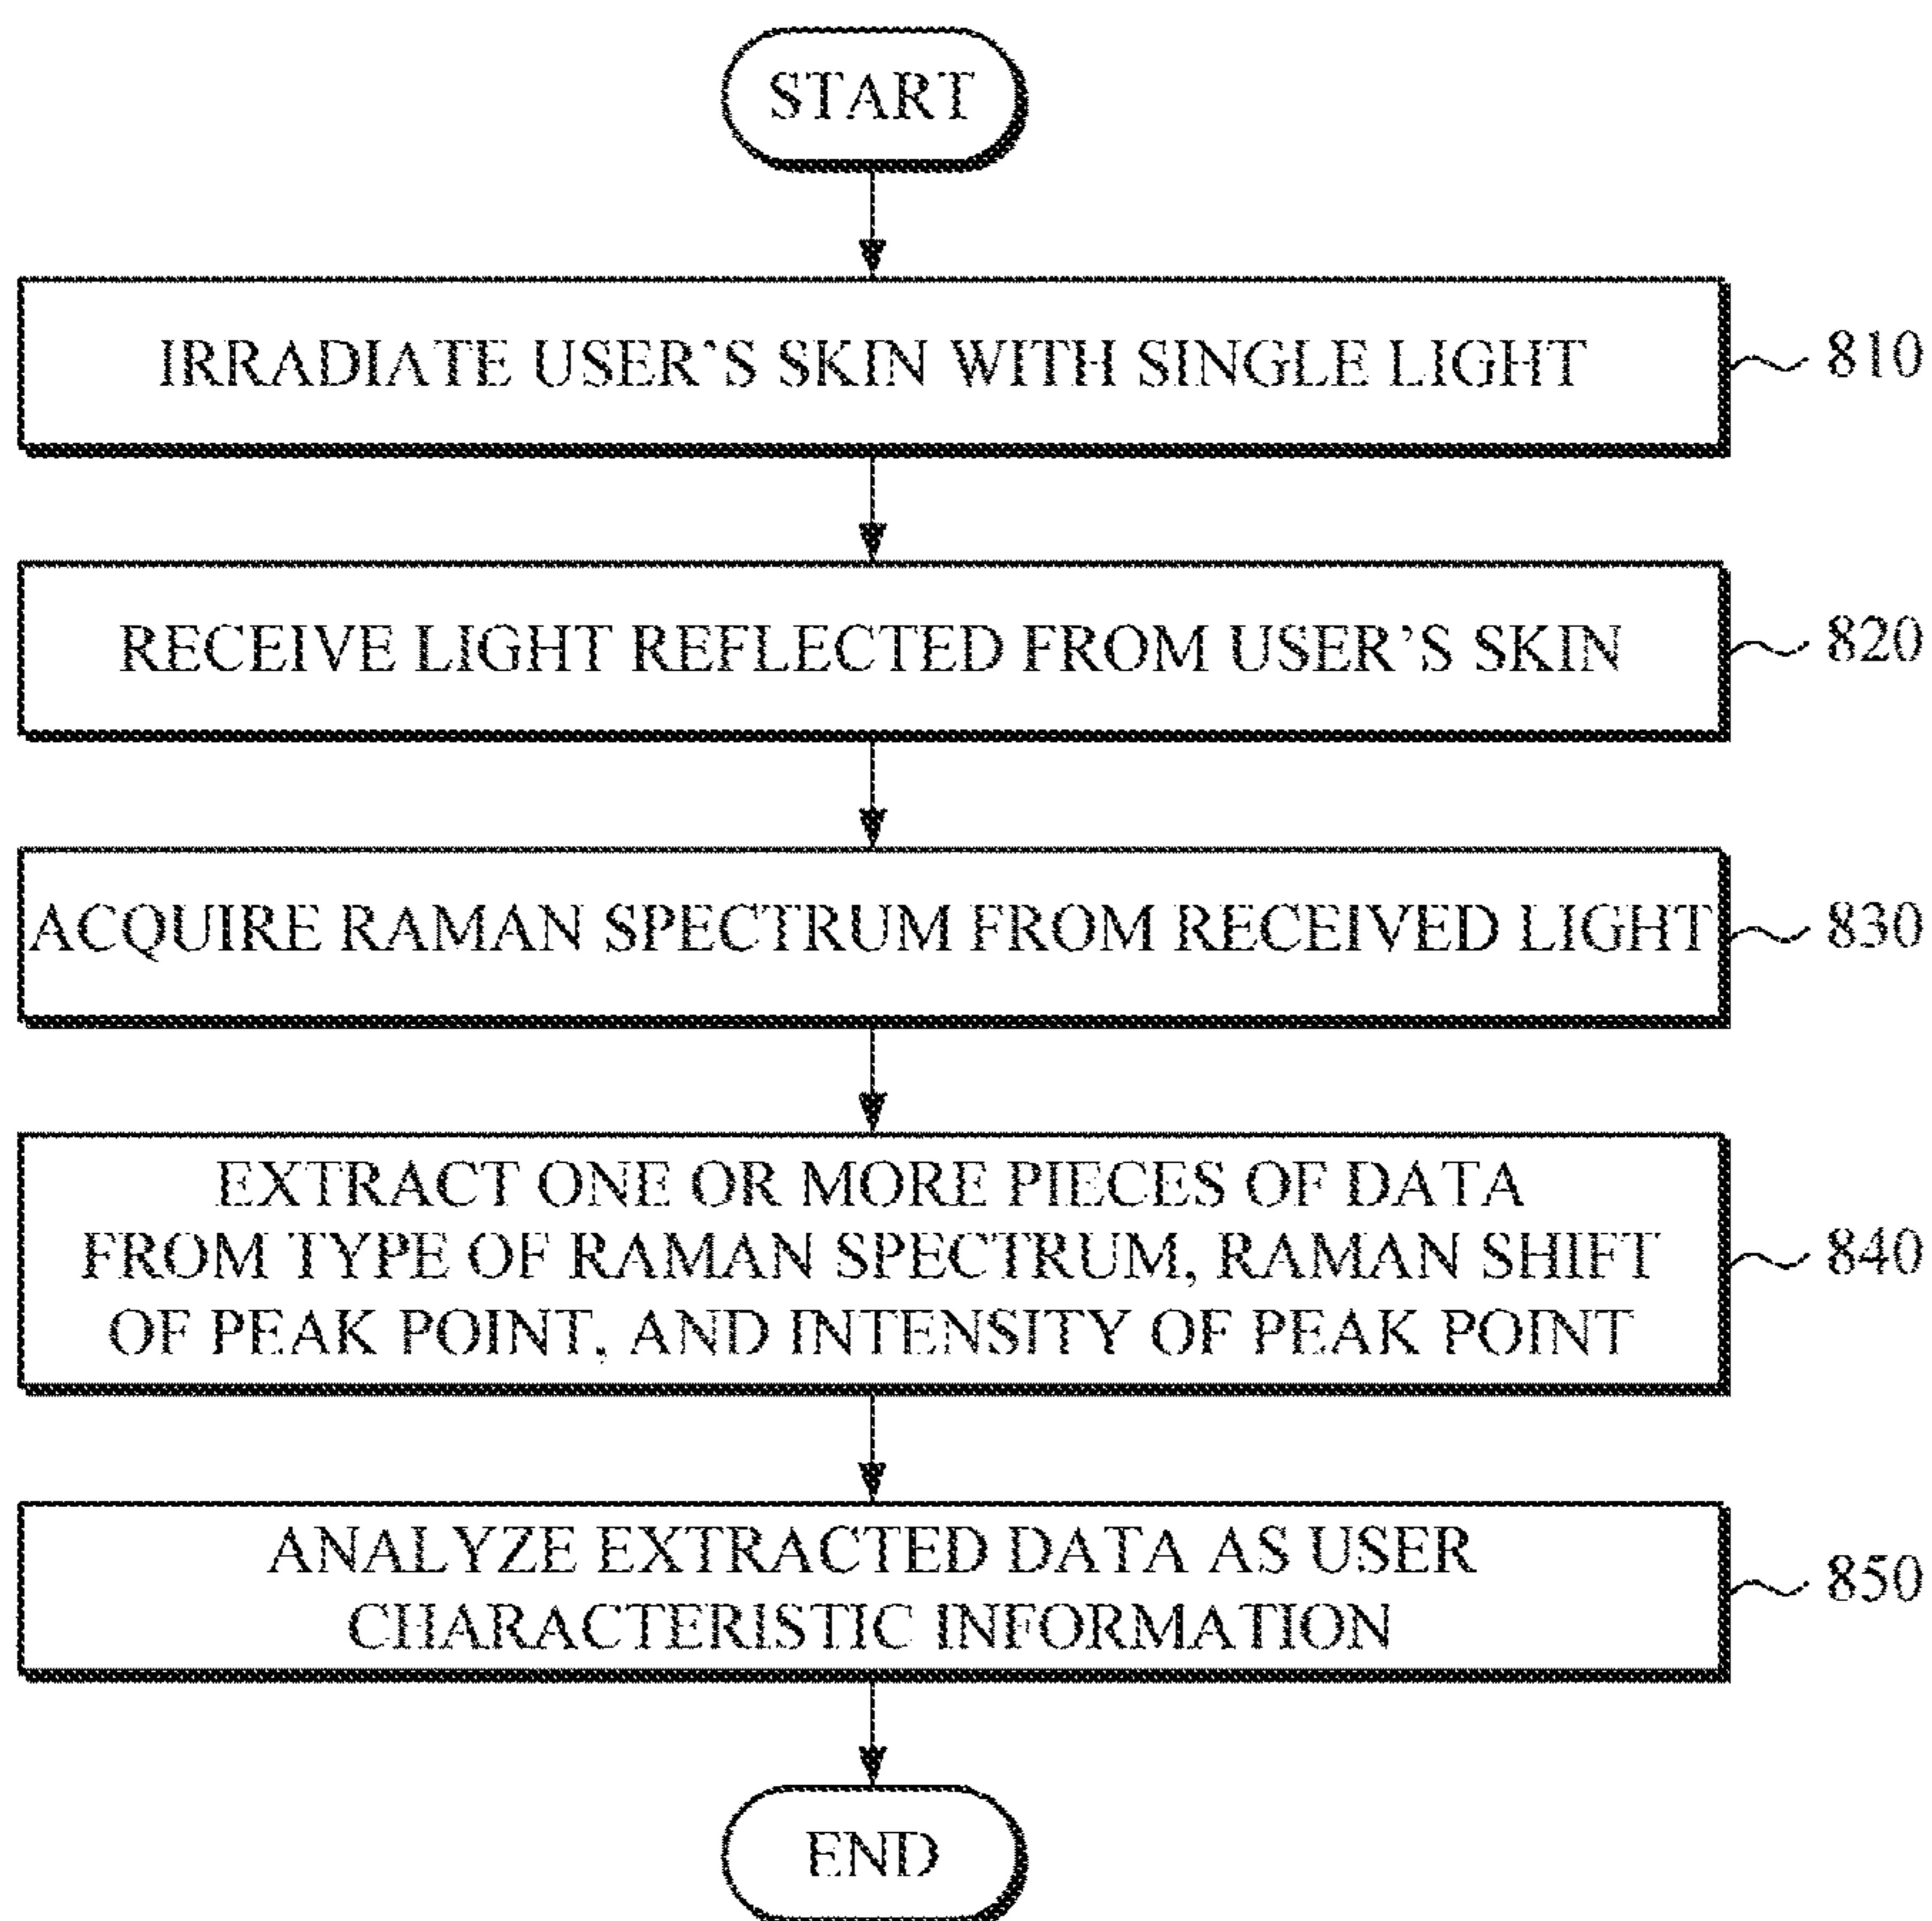 START
IRRADIATE USER'S SKIN WITH SINGLE LIGHT
810
RECEIVE LIGHT REFLECTED FROM USER'S SKIN
820
ACQUIRE RAMAN SPECTRUM FROM RECEIVED LIGHT
830
EXTRACT ONE OR MORE PIECES OF DATA
FROM TYPE OF RAMAN SPECTRUM, RAMAN SHIFT
OF PEAK POINT, AND INTENSITY OF PEAK POINT
840
ANALYZE EXTRACTED DATA AS USER
CHARACTERISTIC INFORMATION
850
END